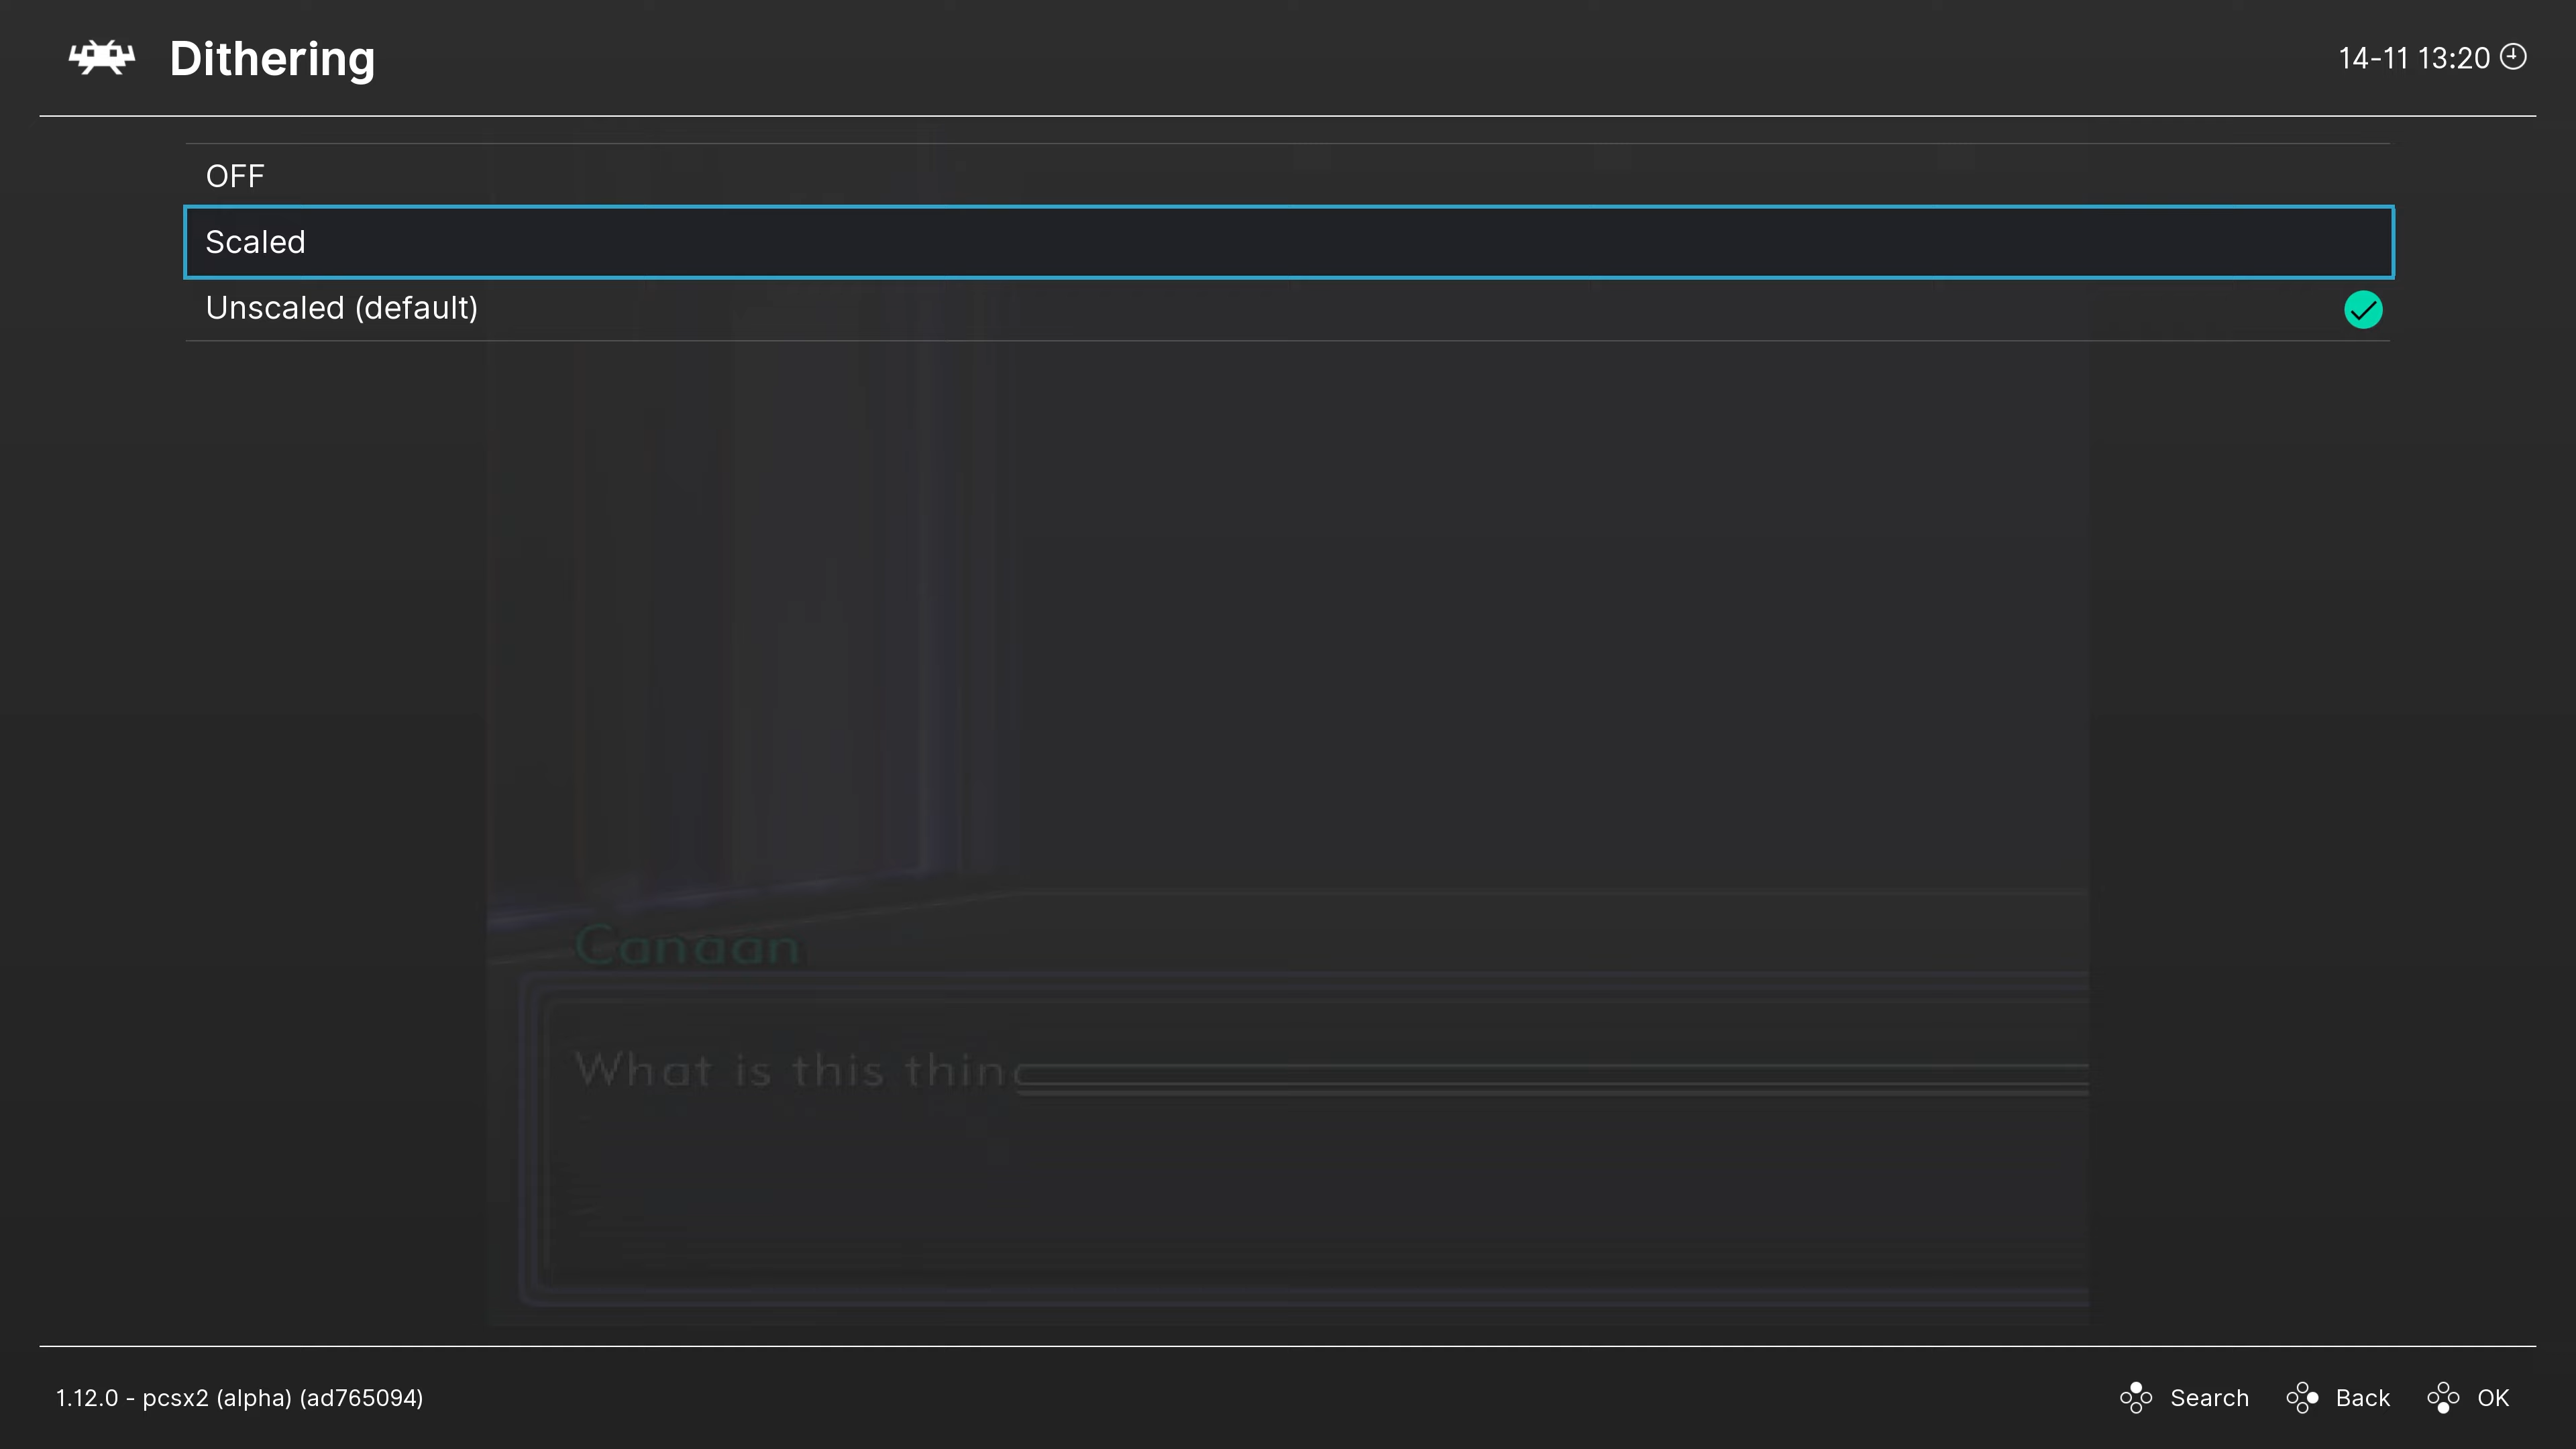 Dithering
14-11 13:20
OFF
Scaled
Unscaled (default)
Canaan
What is this thing
1.12.0 - pcsx2 (alpha) (ad765094)
Search Back OK